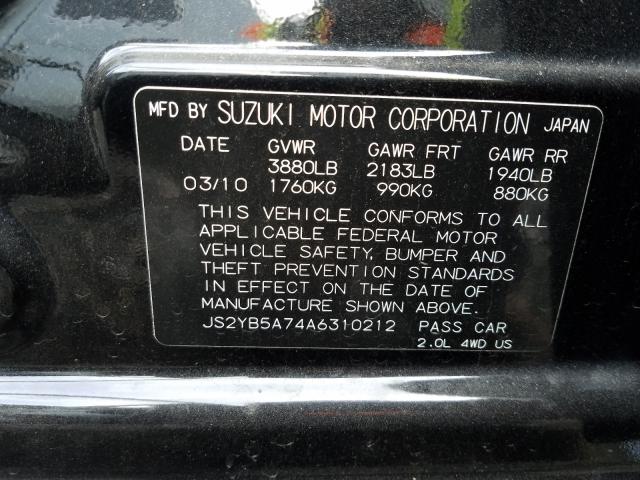 MFD BY SUZUKI MOTOR CORPORATION JAPAN
DATE GVWR GAWR FRT GAWR RR
3880LB 2183LB 1940LB
03/10 1760KG 990KG 880KG
THIS VEHICLE CONFORMS TO ALL
APPLICABLE FEDERAL MOTOR
VEHICLE SAFETY, BUMPER AND
THEFT PREVENTION STANDARDS
IN EFFECT ON THE DATE OF
MANUFACTURE SHOWN ABOVE.
JS2YB5A74A6310212 PASS CAR
2.0L 4WD US